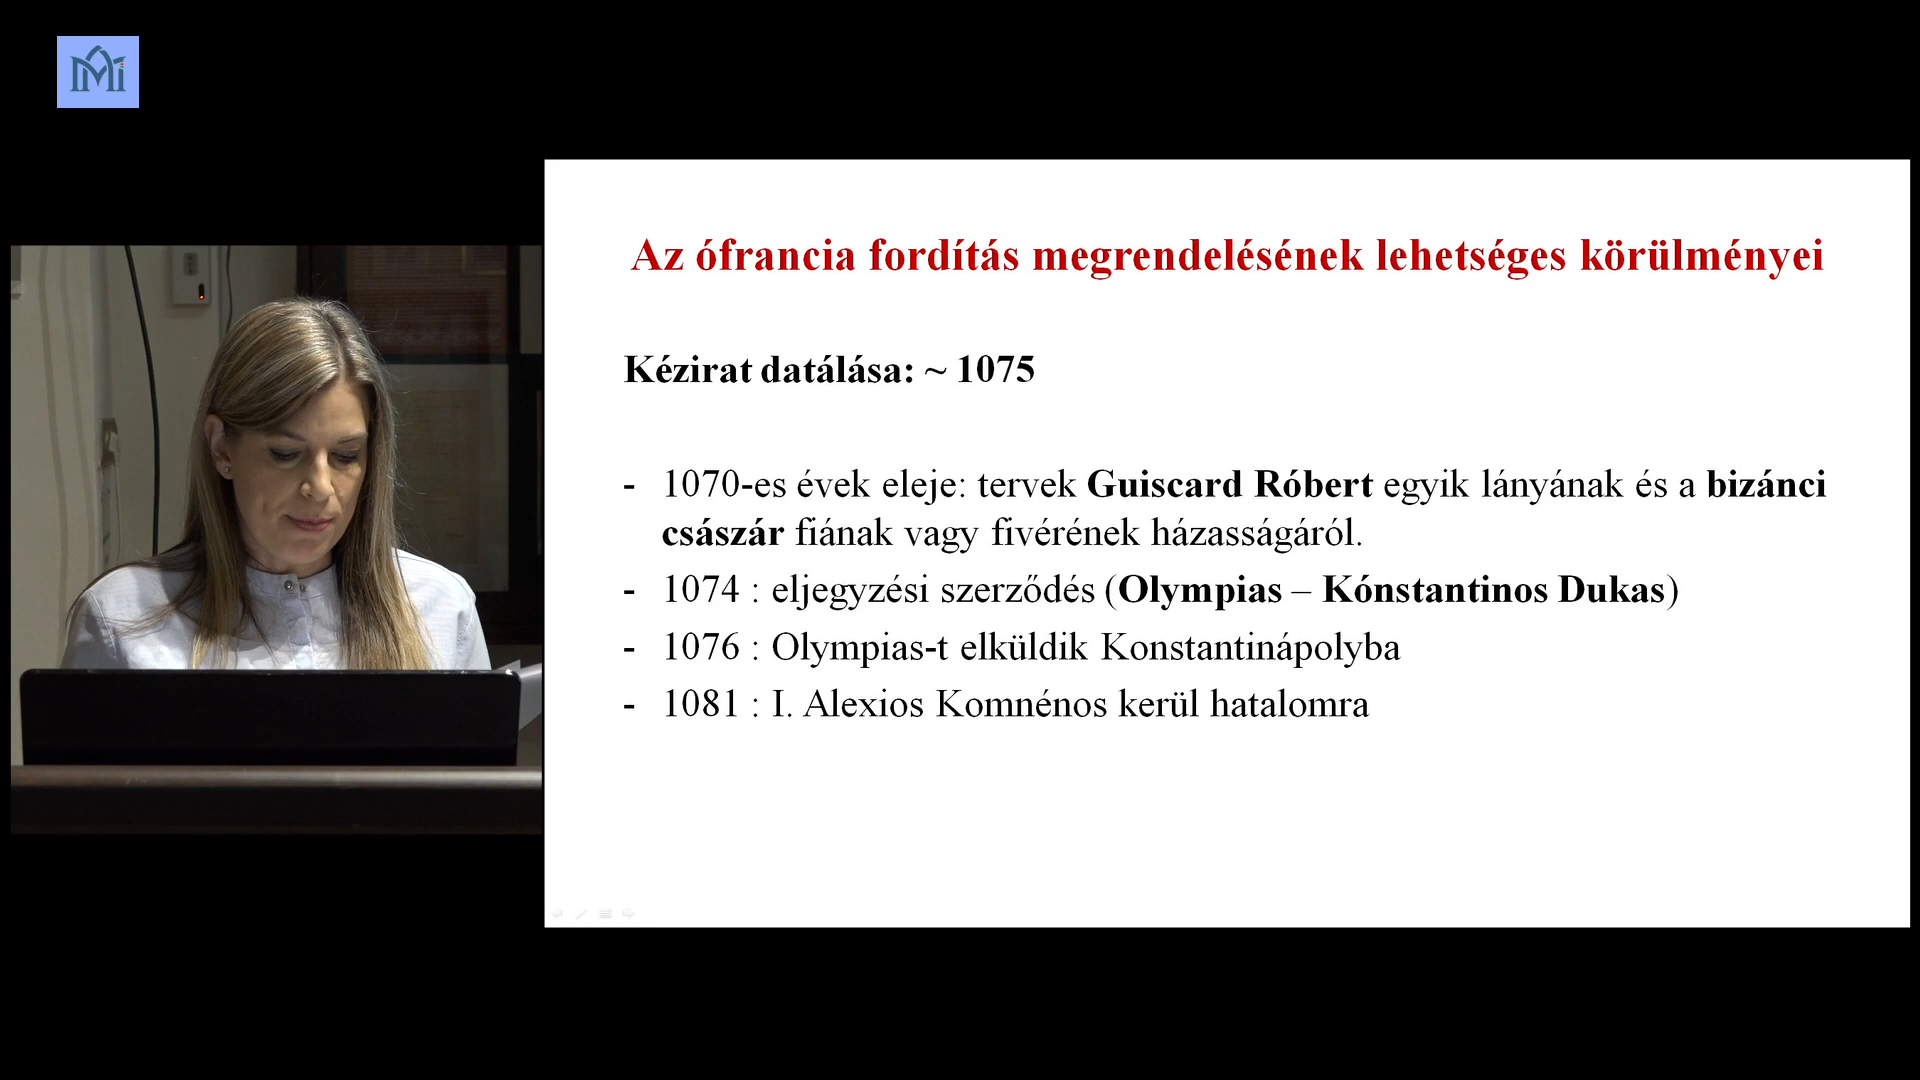 Az ófrancia fordítás megrendelésének lehetséges körülményei
Kézirat datálása: ~ 1075
- 1070-es évek eleje: tervek Guiscard Róbert egyik lányának és a bizánci
császár fiának vagy fivérének házasságáról.
- 1074 : eljegyzési szerződés (Olympias – Kónstantinos Dukas)
- 1076 : Olympias-t elküldik Konstantinápolyba
- 1081 : I. Alexios Komnénos kerül hatalomra